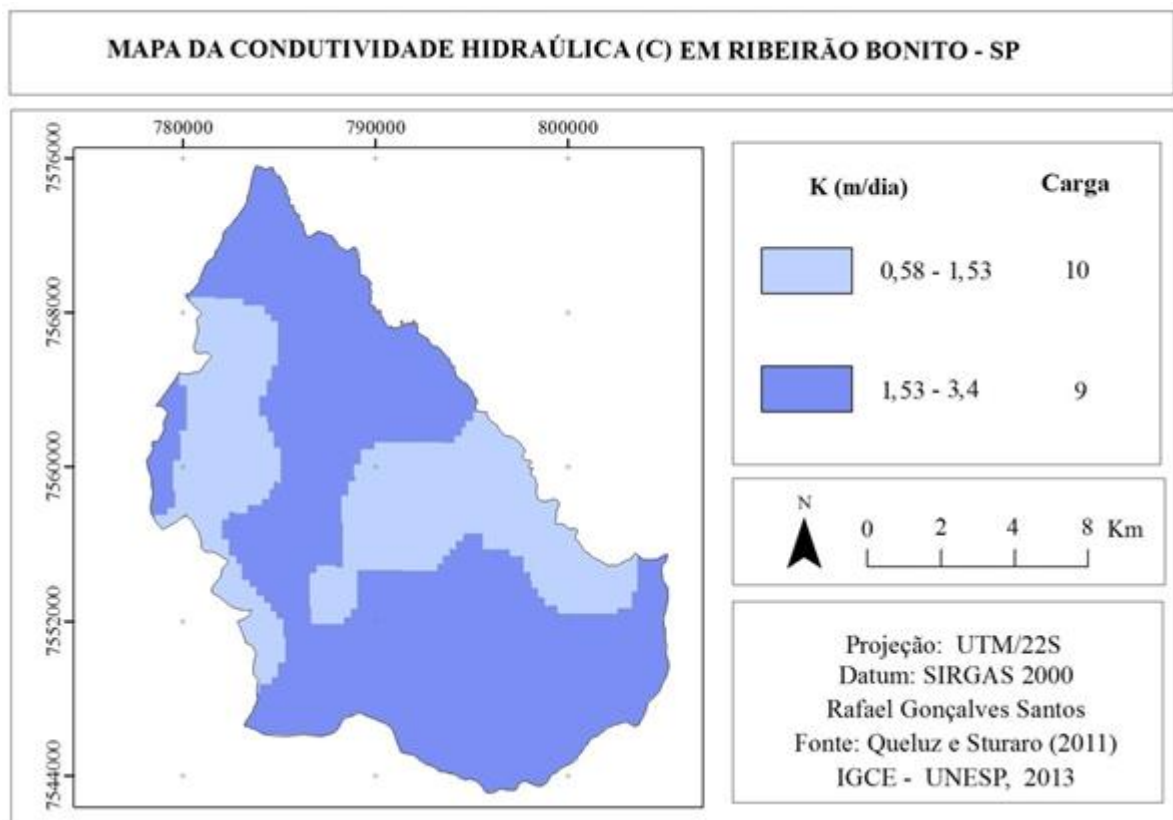 MAPA DA CONDUTIVIDADE HIDRAÚLICA (C) EM RIBEIRÃO BONITO - SP
780000 790000 800000
7576000
7568000
7560000
7552000
7544000
K (m/dia) Carga
0,58 - 1,53 10
1,53 - 3,4 9
N
0 2 4 8 Km
Projeção: UTM/22S
Datum: SIRGAS 2000
Rafael Gonçalves Santos
Fonte: Queluz e Sturaro (2011)
IGCE - UNESP, 2013